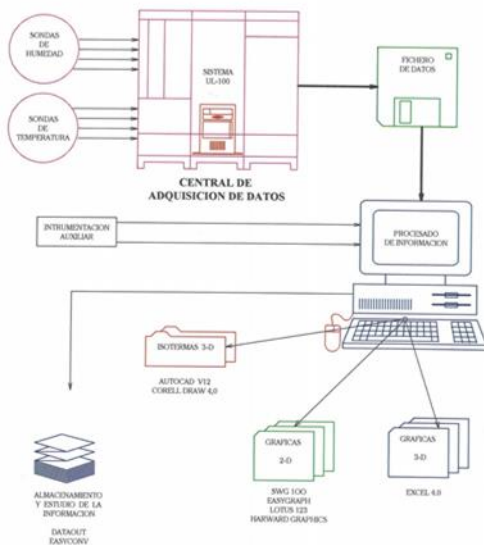 SONDAS
DE
HUMEDAD
SISTEMA
UL-100
FICHERO
DE DATOS
SONDAS
DE
TEMPERATURA
CENTRAL DE
ADQUISICION DE DATOS
INTRUMENTACION
AUXILIAR
PROCESADO
DE INFORMACION
ISOTERMAS 3-D
AUTOCAD V12
CORELL DRAW 4,0
GRAFICAS
2-D
SWG 100
EASYGRAPH
LOTUS 123
HARWARD GRAPHICS
GRAFICAS
3-D
EXCEL 4.0
ALMACENAMIENTO
Y ESTUDIO DE LA
INFORMACION
DATAOUT
EASYCONV